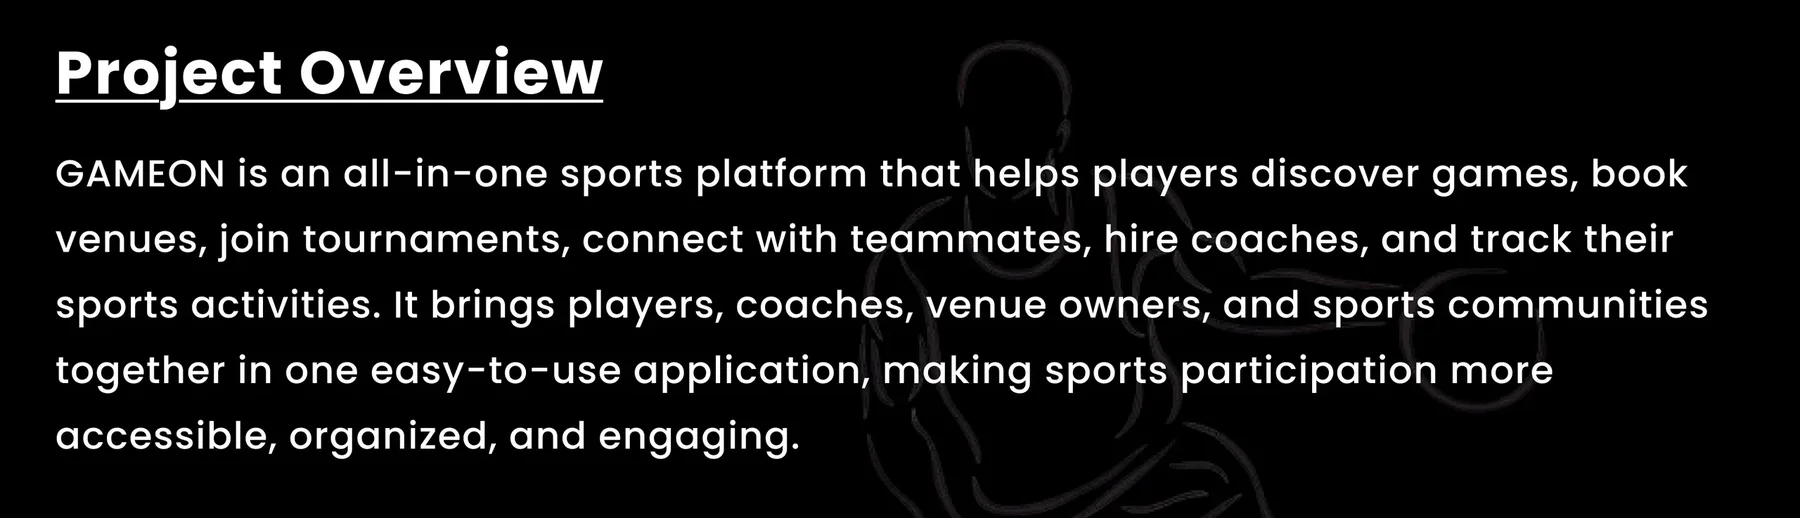 Project Overview
GAMEON is an all-in-one sports platform that helps players discover games, book
venues, join tournaments, connect with teammates, hire coaches, and track their
sports activities. It brings players, coaches, venue owners, and sports communities
together in one easy-to-use application, making sports participation more
accessible, organized, and engaging.